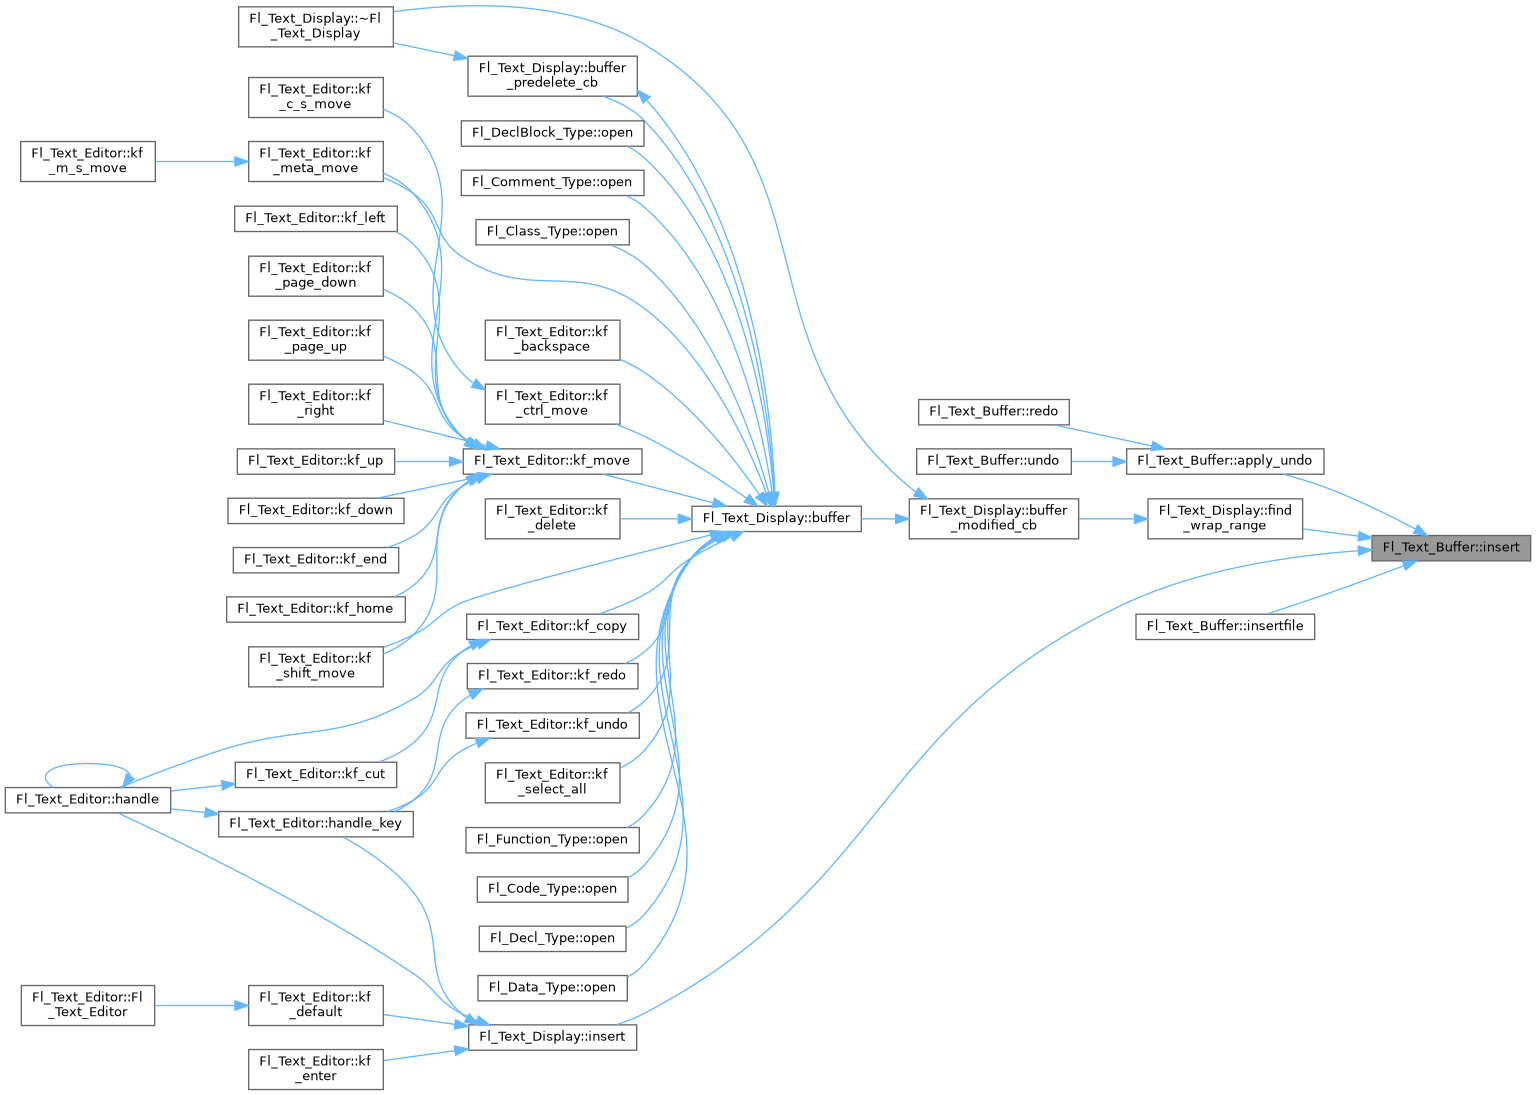 Fl_Text_Display::~Fl
_Text_Display
Fl_Text_Display::buffer
_predelete_cb
Fl_Text_Editor::kf
_c_s_move
Fl_DeclBlock_Type::open
Fl_Text_Editor::kf
_m_s_move
Fl_Text_Editor::kf
_meta_move
Fl_Comment_Type::open
Fl_Text_Editor::kf_left
Fl_Class_Type::open
Fl_Text_Editor::kf
_page_down
Fl_Text_Editor::kf
_page_up
Fl_Text_Editor::kf
_backspace
Fl_Text_Editor::kf
_right
Fl_Text_Editor::kf
_ctrl_move
Fl_Text_Buffer::redo
Fl_Text_Editor::kf_up
Fl_Text_Editor::kf_move
Fl_Text_Buffer::undo
Fl_Text_Buffer::apply_undo
Fl_Text_Editor::kf_down
Fl_Text_Editor::kf
_delete
Fl_Text_Display::buffer
Fl_Text_Display::buffer
_modified_cb
Fl_Text_Display::find
_wrap_range
Fl_Text_Buffer::insert
Fl_Text_Editor::kf_end
Fl_Text_Editor::kf_home
Fl_Text_Editor::kf_copy
Fl_Text_Buffer::insertfile
Fl_Text_Editor::kf
_shift_move
Fl_Text_Editor::kf_redo
Fl_Text_Editor::kf_undo
Fl_Text_Editor::kf_cut
Fl_Text_Editor::kf
_select_all
Fl_Text_Editor::handle
Fl_Text_Editor::handle_key
Fl_Function_Type::open
Fl_Code_Type::open
Fl_Decl_Type::open
Fl_Data_Type::open
Fl_Text_Editor::Fl
_Text_Editor
Fl_Text_Editor::kf
_default
Fl_Text_Display::insert
Fl_Text_Editor::kf
_enter